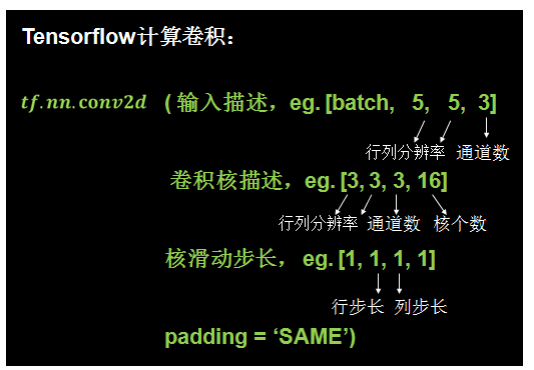 Tensorflow计算卷积：
tf.nn.conv2d ( 输入描述，eg. [batch, 5, 5, 3]
行列分辨率 通道数
卷积核描述，eg. [3, 3, 3, 16]
行列分辨率 通道数 核个数
核滑动步长， eg. [1, 1, 1, 1]
行步长 列步长
padding = ‘SAME’)